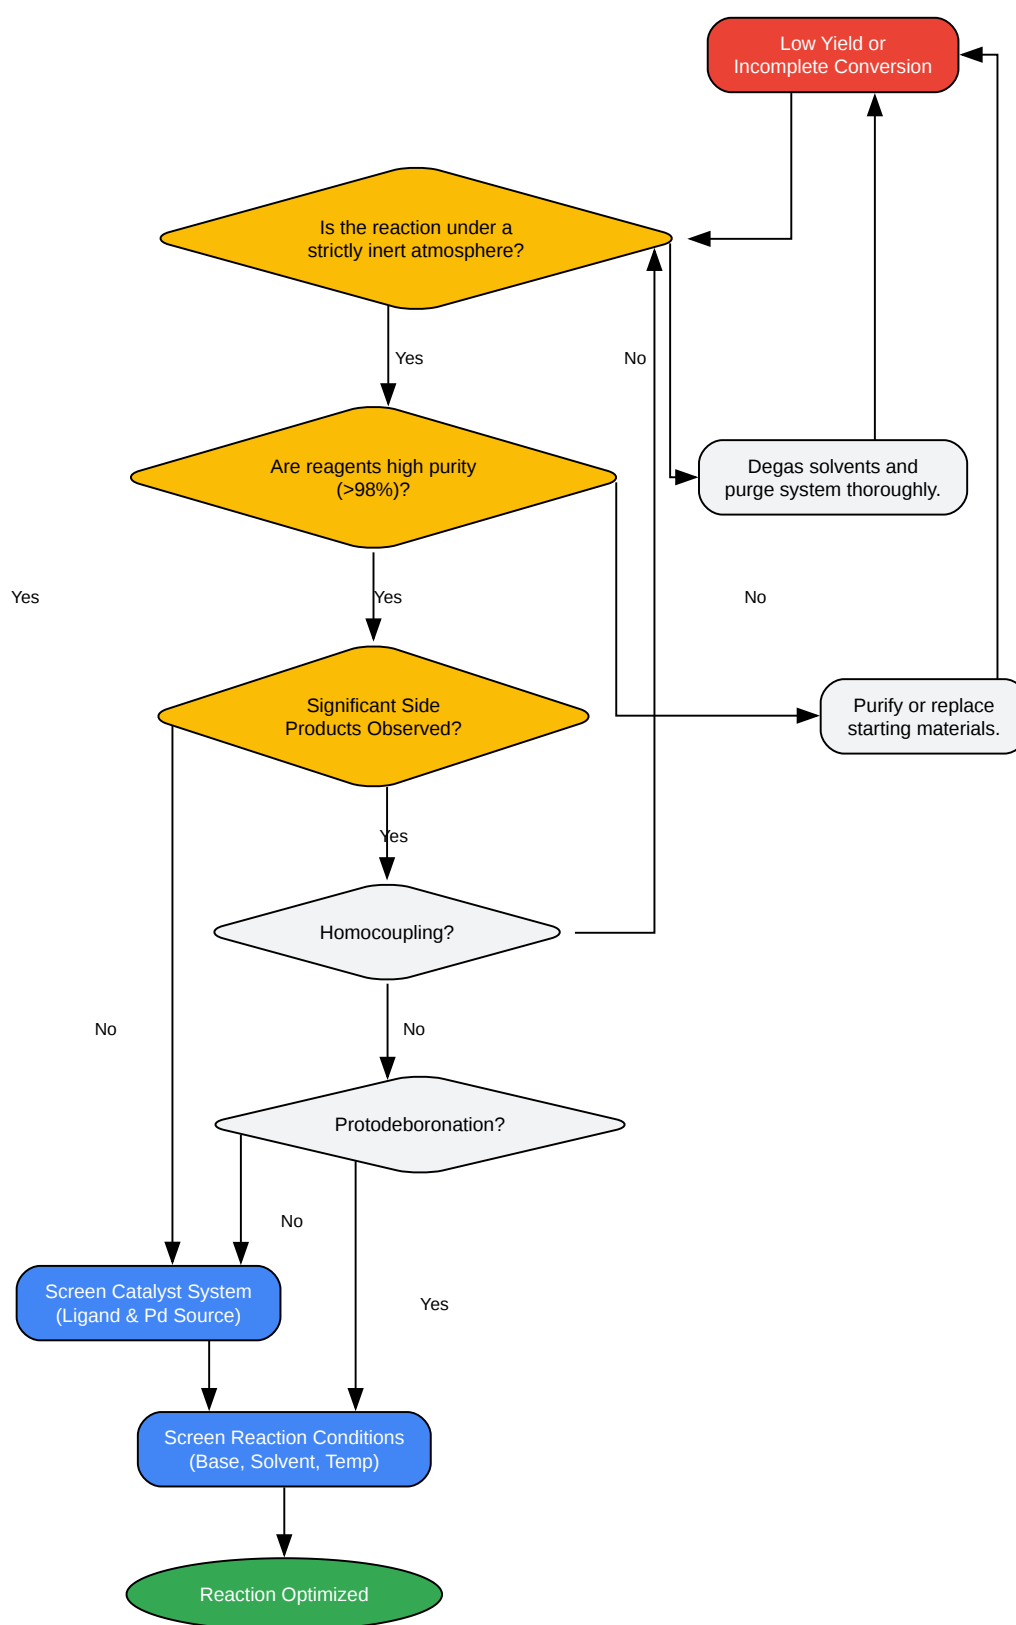 Low Yield or
Incomplete Conversion
Is the reaction under a
strictly inert atmosphere?
Yes
No
Are reagents high purity
(>98%)?
Degas solvents and
purge system thoroughly.
Yes
Yes
No
Significant Side
Products Observed?
Purify or replace
starting materials.
Yes
Homocoupling?
No
No
Protodeboronation?
No
Screen Catalyst System
(Ligand & Pd Source)
Yes
Screen Reaction Conditions
(Base, Solvent, Temp)
Reaction Optimized